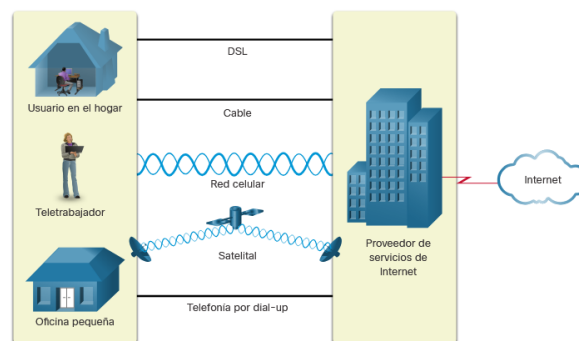 DSL
Usuario en el hogar
Cable
Red celular
Teletrabajador
Satelital
Proveedor de
servicios de
Internet
Internet
Oficina pequeña
Telefonía por dial-up